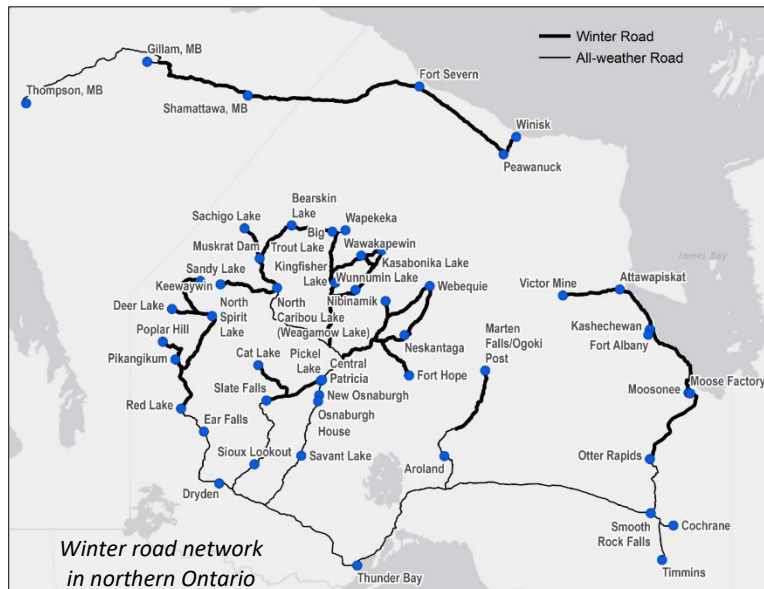 Winter Road
All-weather Road
Gillam, MB
Thompson, MB
Shamattawa, MB
Fort Severn
Winisk
Peawanuck
James Bay
Bearskin
Lake
Sachigo Lake
Big
Trout Lake
Wapekeka
Muskrat Dam
Wawakapewin
Kasabonika Lake
Sandy Lake
Kingfisher
Lake
Wunnumin Lake
Keewaywin
Nibinamik
Webequie
Deer Lake
North
Spirit
Lake
North
Caribou Lake
(Weagamow Lake)
Poplar Hill
Pikangikum
Cat Lake
Pickel
Lake
Central
Patricia
Neskantaga
Marten
Falls/Ogoki
Post
Fort Hope
Slate Falls
New Osnaburgh
Osnaburgh
House
Red Lake
Ear Falls
Sioux Lookout
Savant Lake
Dryden
Aroland
Victor Mine
Attawapiskat
Kashechewan
Fort Albany
Moosonee
Moose Factory
Otter Rapids
Smooth
Rock Falls
Cochrane
Timmins
Thunder Bay
Winter road network
in northern Ontario